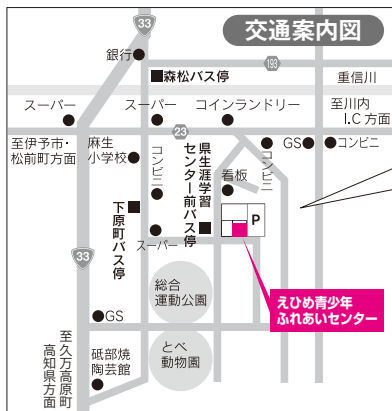 交通案内図
33
銀行
193
森松バス停
重信川
スーパー
スーパー
コインランドリー
至川内
I.C 方面
23
至伊予市・
松前町方面
麻生
小学校
コンビニ
県生涯学習
センター前バス停
コンビニ
GS
コンビニ
看板
下原町バス停
スーパー
P
33
えひめ青少年
ふれあいセンター
総合
運動公園
GS
とべ
動物園
砥部焼
陶芸館
至久万高原町
高知県方面